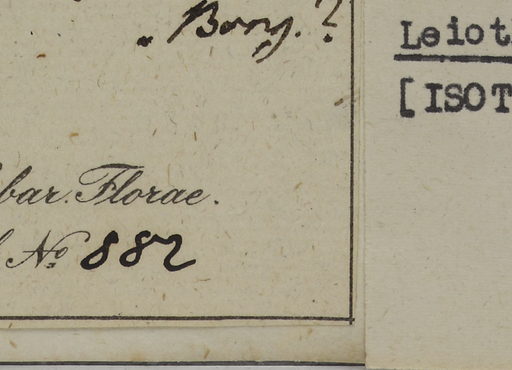 „ Bory. ?
bar. Florae.
No 882
Leiot
[ISOT